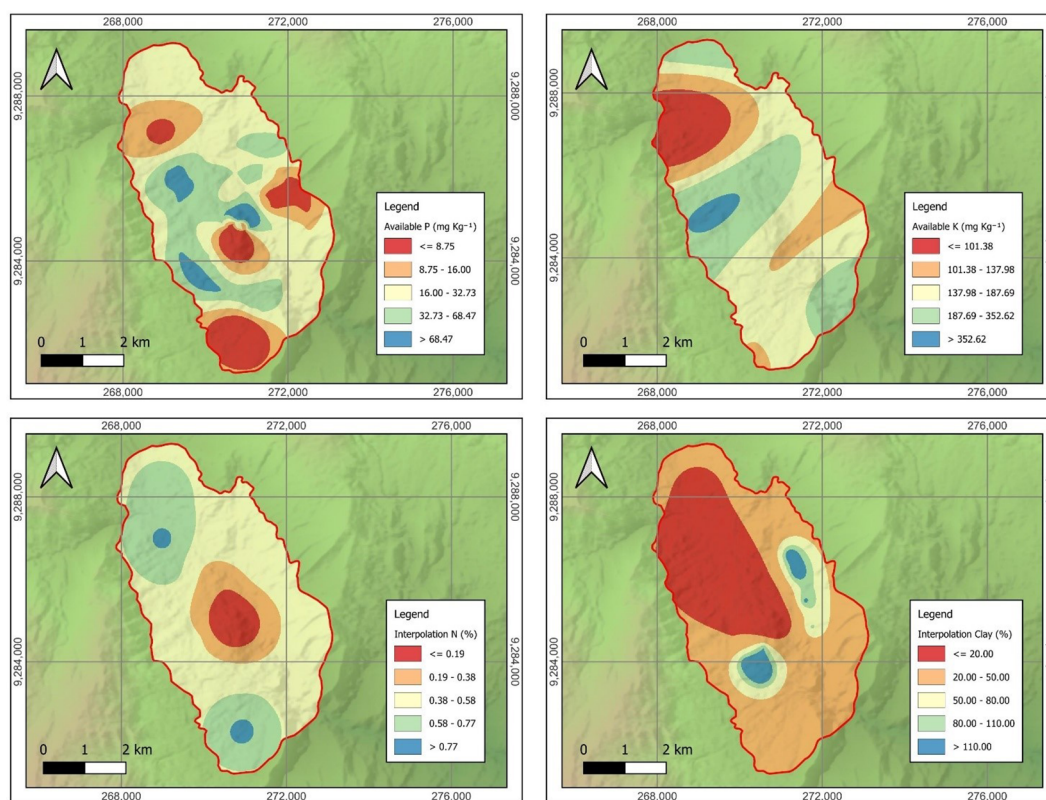 268,000 272,000 276,000
9,288,000
9,284,000
Legend
Available P (mg Kg⁻¹)
<= 8.75
8.75 - 16.00
16.00 - 32.73
32.73 - 68.47
> 68.47
0 1 2 km
268,000 272,000 276,000
268,000 272,000 276,000
9,288,000 9,288,000
9,284,000 9,284,000
Legend
Available K (mg Kg⁻¹)
<= 101.38
101.38 - 137.98
137.98 - 187.69
187.69 - 352.62
> 352.62
0 1 2 km
268,000 272,000 276,000
268,000 272,000 276,000
9,288,000 9,288,000
9,284,000 9,284,000
Legend
Interpolation N (%)
<= 0.19
0.19 - 0.38
0.38 - 0.58
0.58 - 0.77
> 0.77
0 1 2 km
268,000 272,000 276,000
268,000 272,000 276,000
Legend
Interpolation Clay (%)
<= 20.00
20.00 - 50.00
50.00 - 80.00
80.00 - 110.00
> 110.00
0 1 2 km
268,000 272,000 276,000